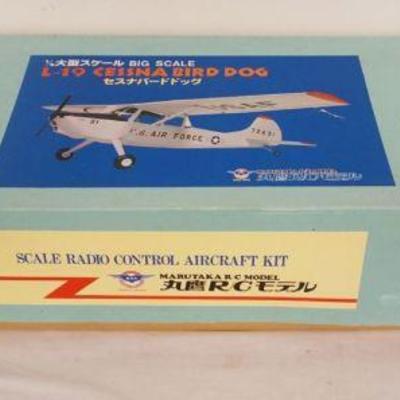 大型スケール BIG SCALE
L-19 CESSNA BIRD DOG
セスナバードドッグ
U.S. AIR FORCE
丸鷹RCモデル
SCALE RADIO CONTROL AIRCRAFT KIT
MARUTAKA RC MODEL
丸鷹RCモデル